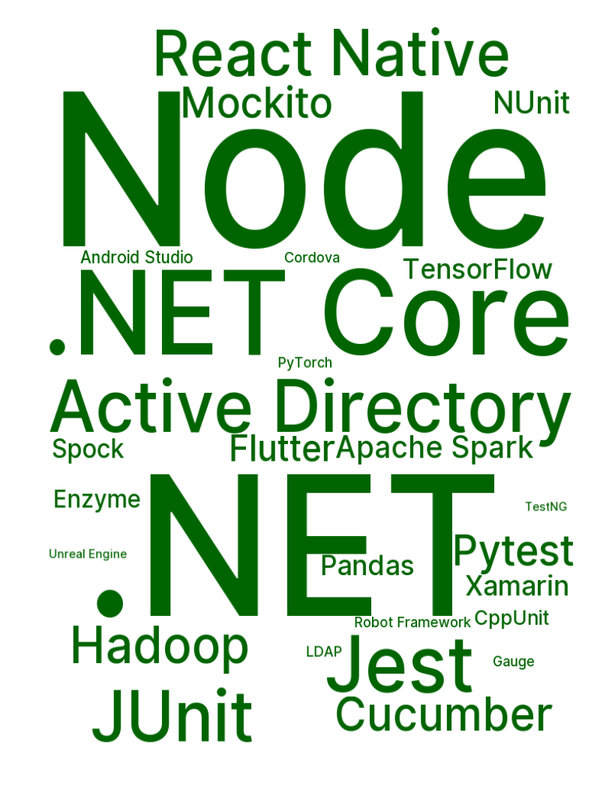 React Native
Mockito
NUnit
Node
Android Studio
Cordova
TensorFlow
.NET Core
PyTorch
Active Directory
Spock
Flutter
Apache Spark
Enzyme
.NET
TestNG
Unreal Engine
Pandas
Pytest
Xamarin
Robot Framework
CppUnit
Hadoop
LDAP
Jest
Gauge
JUnit
Cucumber